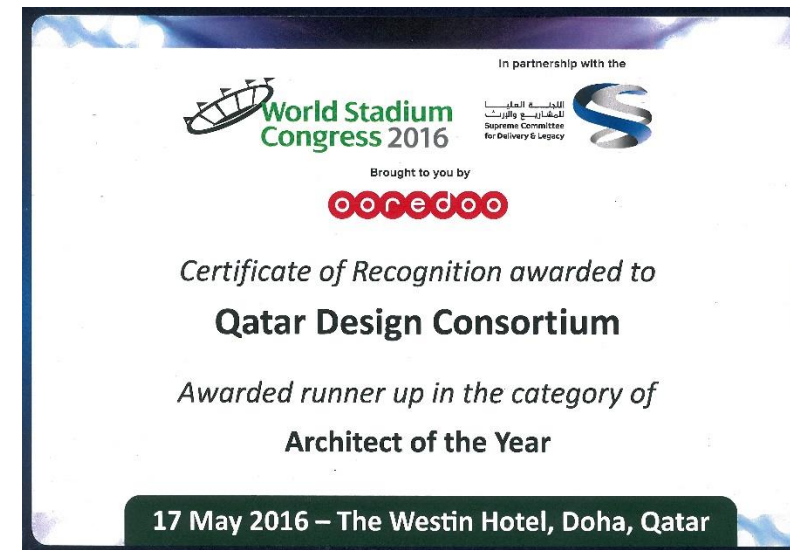 In partnership with the
World Stadium
Congress 2016
اللجنة العليا
للمشاريع والإرث
Supreme Committee
for Delivery & Legacy
Brought to you by
ooredoo
Certificate of Recognition awarded to
Qatar Design Consortium
Awarded runner up in the category of
Architect of the Year
17 May 2016 – The Westin Hotel, Doha, Qatar